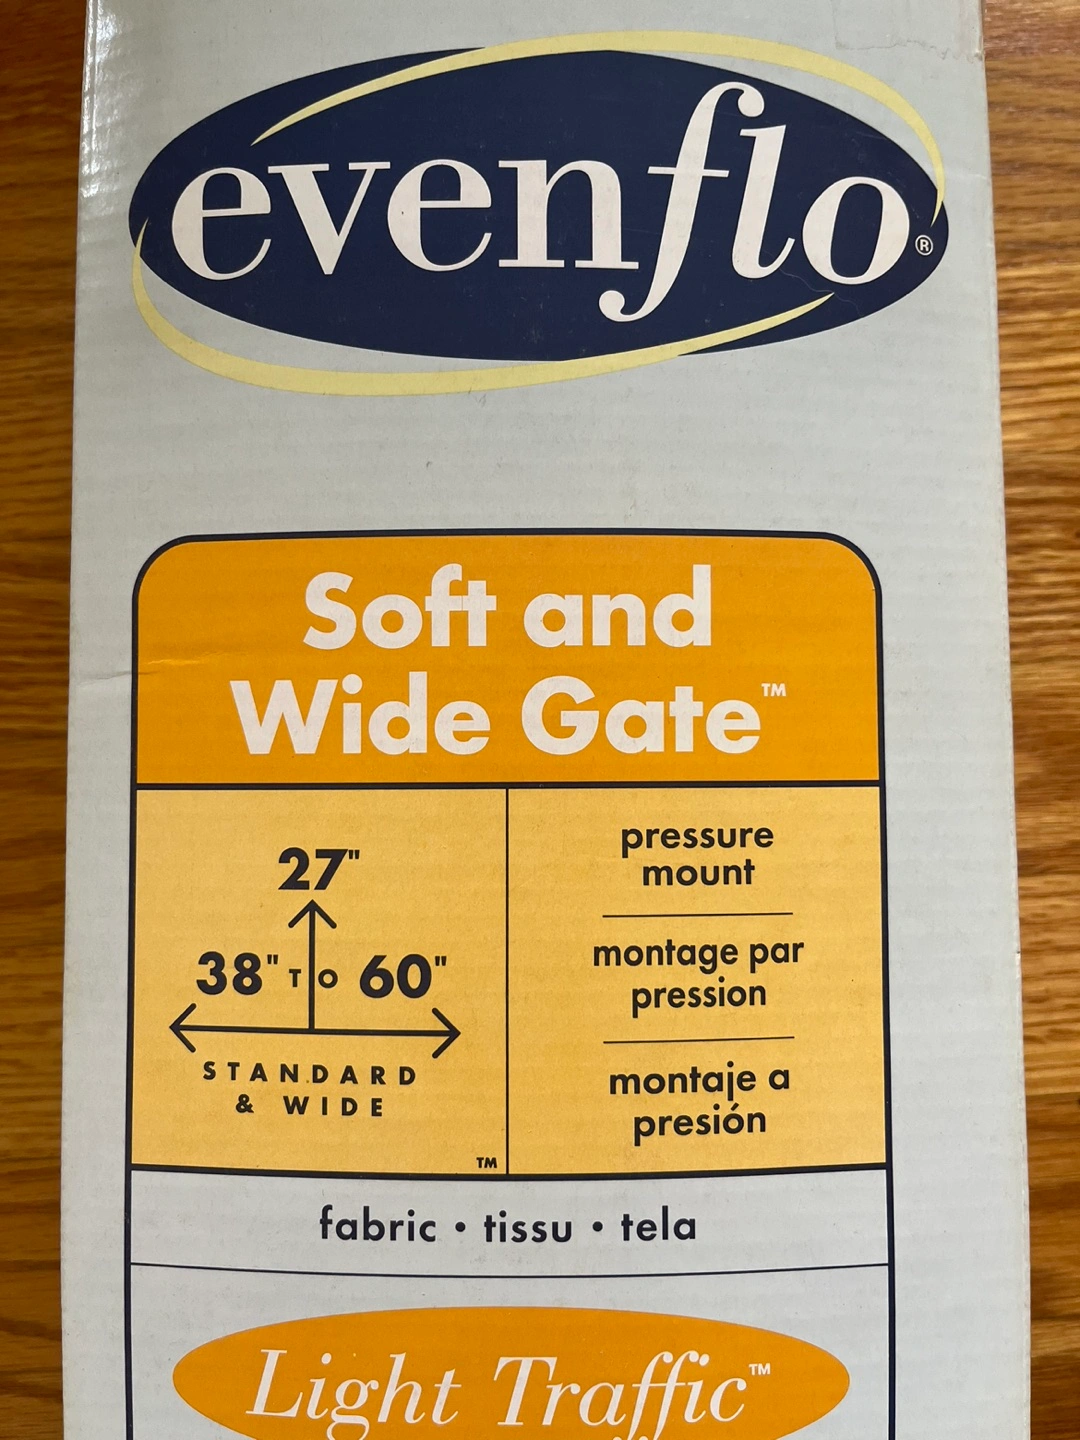 evenflo®
Soft and
Wide Gate™
27"
38" TO 60"
STANDARD
& WIDE
™
pressure
mount
montage par
pression
montaje a
presión
fabric • tissu • tela
Light Traffic™